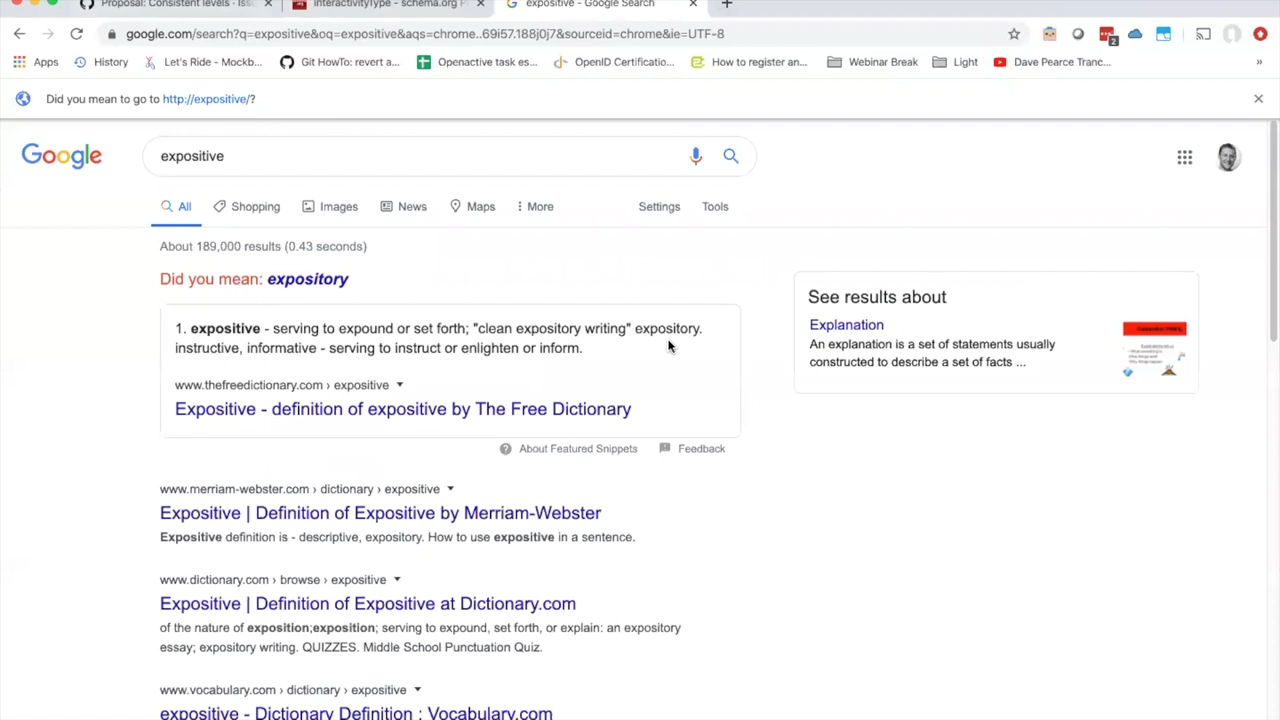 Proposal: Consistent levels - Issu
interactivityType - schema.org P
expositive - Google Search
google.com/search?q=expositive&oq=expositive&aqs=chrome..69i57.188j0j7&sourceid=chrome&ie=UTF-8
2
Apps History Let's Ride - Mockb... Git HowTo: revert a... Openactive task es... OpenID Certificatio... How to register an... Webinar Break Light Dave Pearce Tranc... »
Did you mean to go to http://expositive/?
Google
expositive
All Shopping Images News Maps More Settings Tools
About 189,000 results (0.43 seconds)
Did you mean: expository
1. expositive - serving to expound or set forth; "clean expository writing" expository.
instructive, informative - serving to instruct or enlighten or inform.
www.thefreedictionary.com › expositive
Expositive - definition of expositive by The Free Dictionary
About Featured Snippets Feedback
See results about
Explanation
An explanation is a set of statements usually
constructed to describe a set of facts ...
www.merriam-webster.com › dictionary › expositive
Expositive | Definition of Expositive by Merriam-Webster
Expositive definition is - descriptive, expository. How to use expositive in a sentence.
www.dictionary.com › browse › expositive
Expositive | Definition of Expositive at Dictionary.com
of the nature of exposition;exposition; serving to expound, set forth, or explain: an expository
essay; expository writing. QUIZZES. Middle School Punctuation Quiz.
www.vocabulary.com › dictionary › expositive
expositive - Dictionary Definition : Vocabulary.com